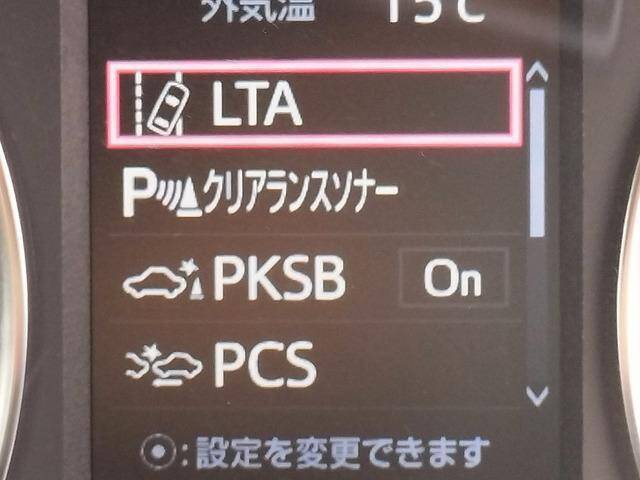 外気温 15℃
LTA
Pクリアランスソナー
PKSB On
PCS
:設定を変更できます